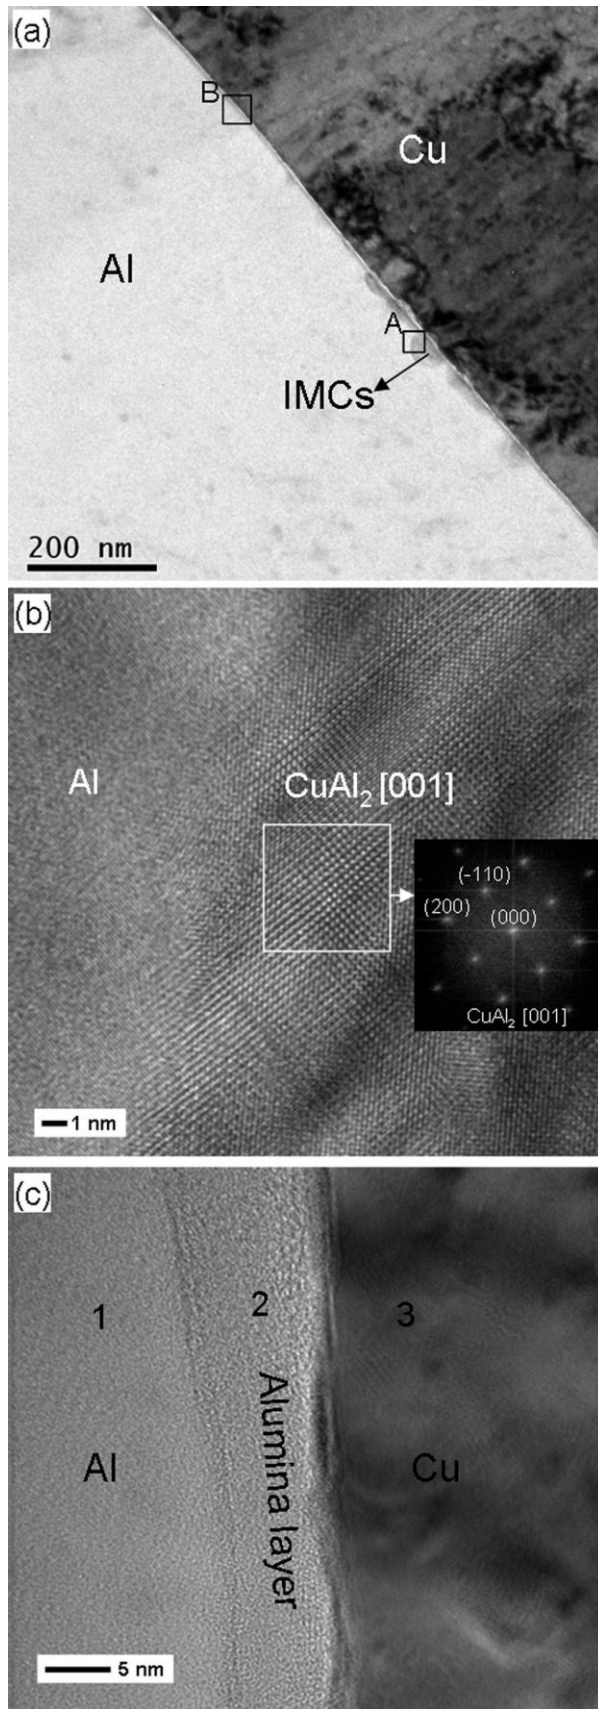 (a)
B
Cu
Al
A
IMCs
200 nm
(b)
Al
CuAl₂ [001]
(-110)
(200)
(000)
CuAl₂ [001]
1 nm
(c)
1
2
3
Alumina layer
Al
Cu
5 nm